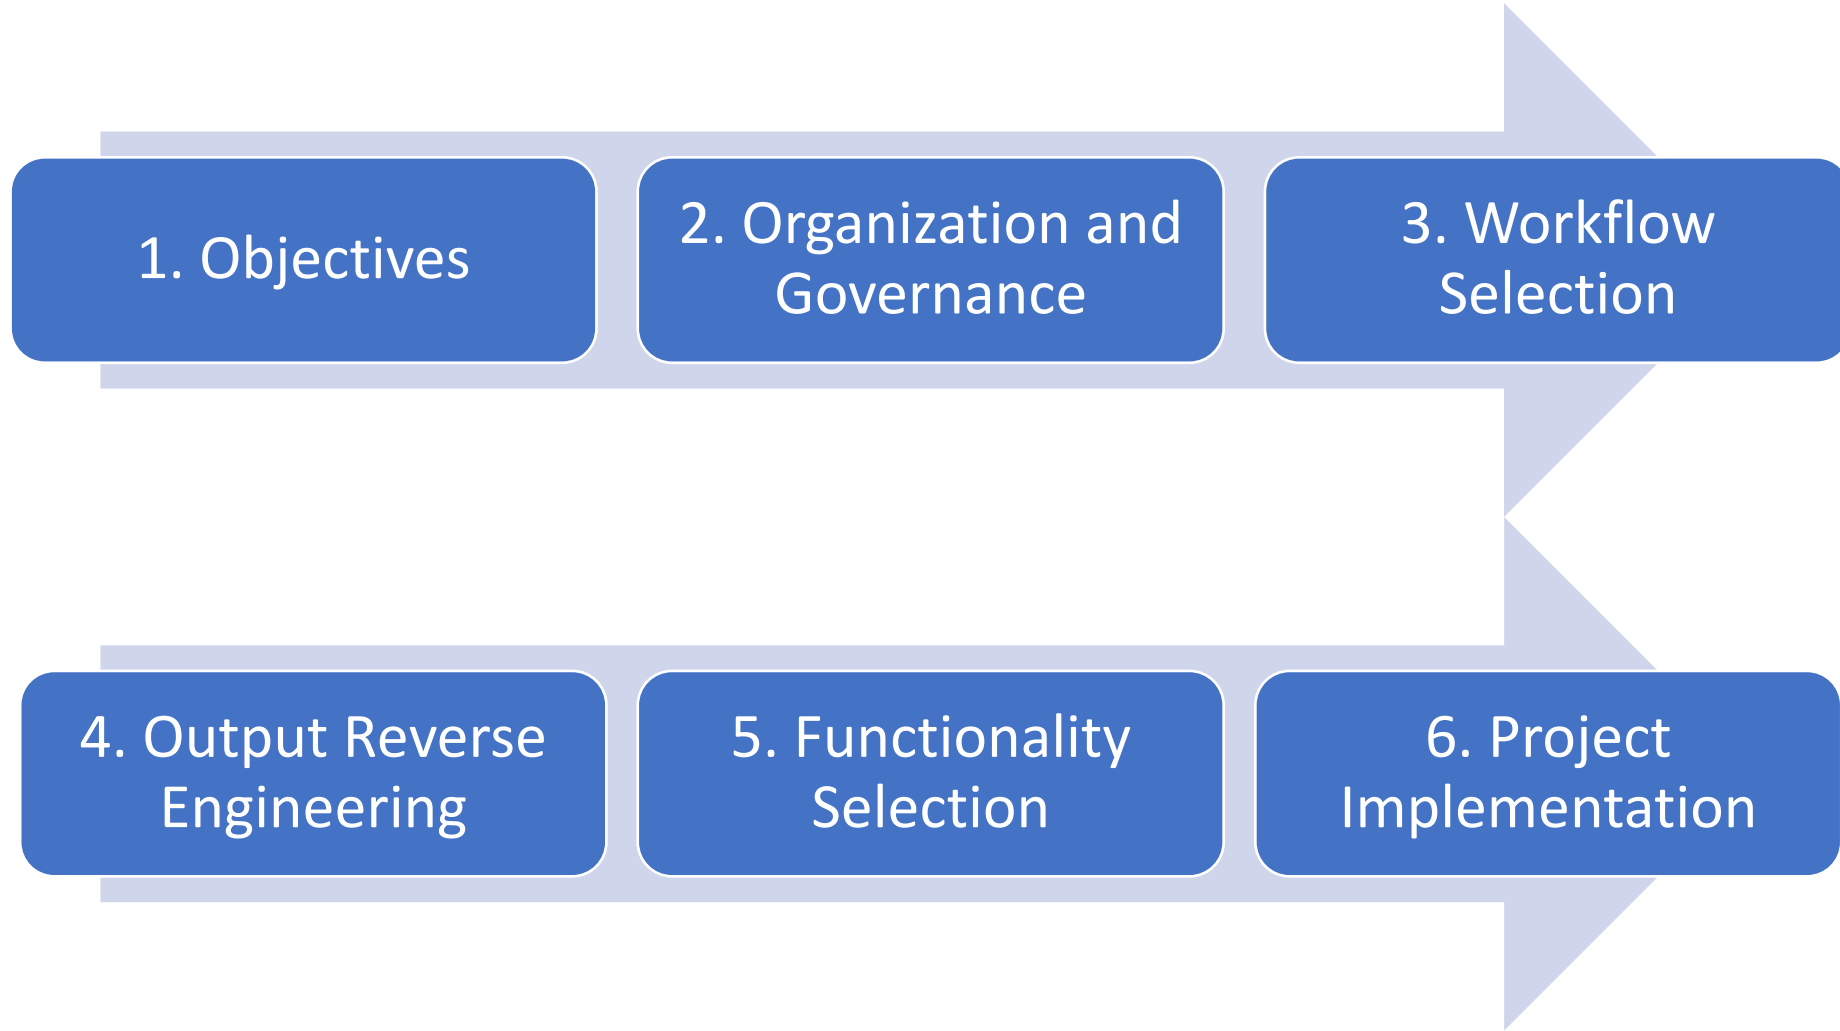 1. Objectives
2. Organization and
Governance
3. Workflow
Selection
4. Output Reverse
Engineering
5. Functionality
Selection
6. Project
Implementation